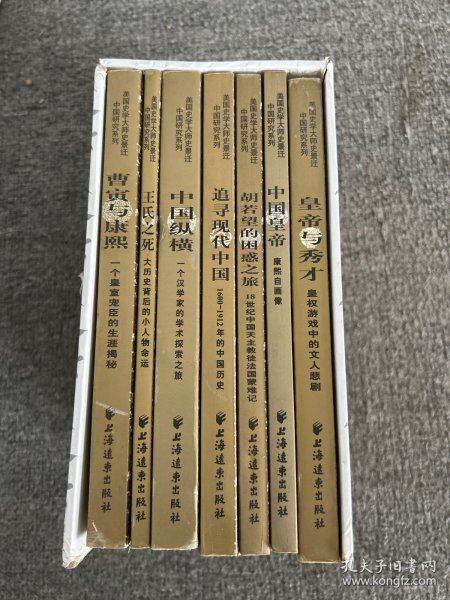 美国史学大师史景迁
中国研究系列
曹寅与康熙
一个皇室宠臣的生涯揭秘
上海远东出版社
美国史学大师史景迁
中国研究系列
王氏之死
大历史背后的小人物命运
上海远东出版社
美国史学大师史景迁
中国研究系列
中国纵横
一个汉学家的学术探索之旅
上海远东出版社
美国史学大师史景迁
中国研究系列
追寻现代中国
1600-1912年的中国历史
上海远东出版社
美国史学大师史景迁
中国研究系列
胡若望的困惑之旅
18世纪中国天主教徒法国蒙难记
上海远东出版社
美国史学大师史景迁
中国研究系列
中国皇帝
康熙自画像
上海远东出版社
美国史学大师史景迁
中国研究系列
皇帝与秀才
皇权游戏中的文人悲剧
上海远东出版社
孔夫子旧书网
www.kongfz.com